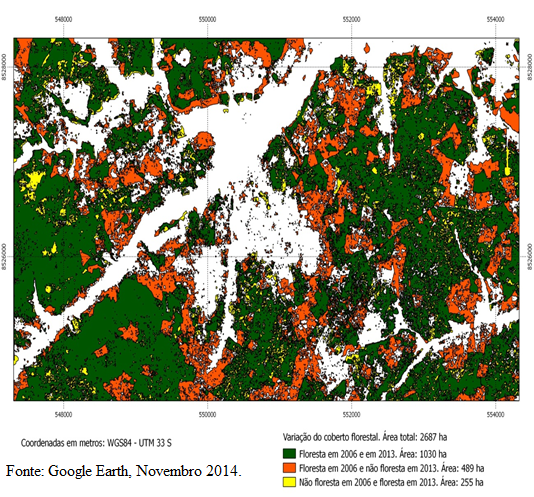 548000 550000 552000 554000
8528000 8528000
8526000 8526000
548000 550000 552000 554000
Coordenadas em metros: WGS84 - UTM 33 S
Variação do coberto florestal. Área total: 2687 ha
Floresta em 2006 e em 2013. Área: 1030 ha
Floresta em 2006 e não floresta em 2013. Área: 489 ha
Não floresta em 2006 e floresta em 2013. Área: 255 ha
Fonte: Google Earth, Novembro 2014.